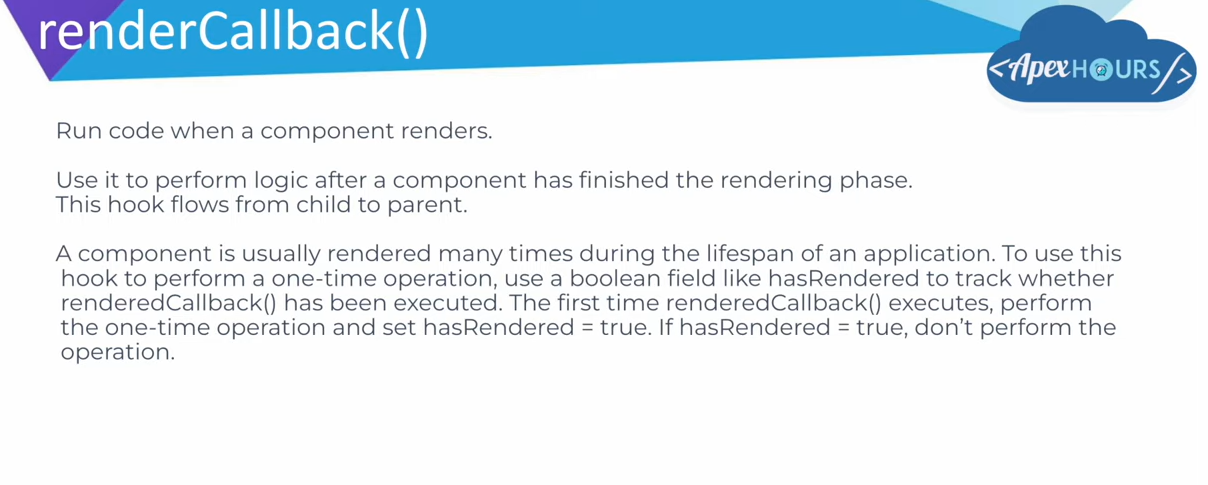 renderCallback()
<ApexHOURS/>
Run code when a component renders.
Use it to perform logic after a component has finished the rendering phase.
This hook flows from child to parent.
A component is usually rendered many times during the lifespan of an application. To use this
hook to perform a one-time operation, use a boolean field like hasRendered to track whether
renderedCallback() has been executed. The first time renderedCallback() executes, perform
the one-time operation and set hasRendered = true. If hasRendered = true, don’t perform the
operation.